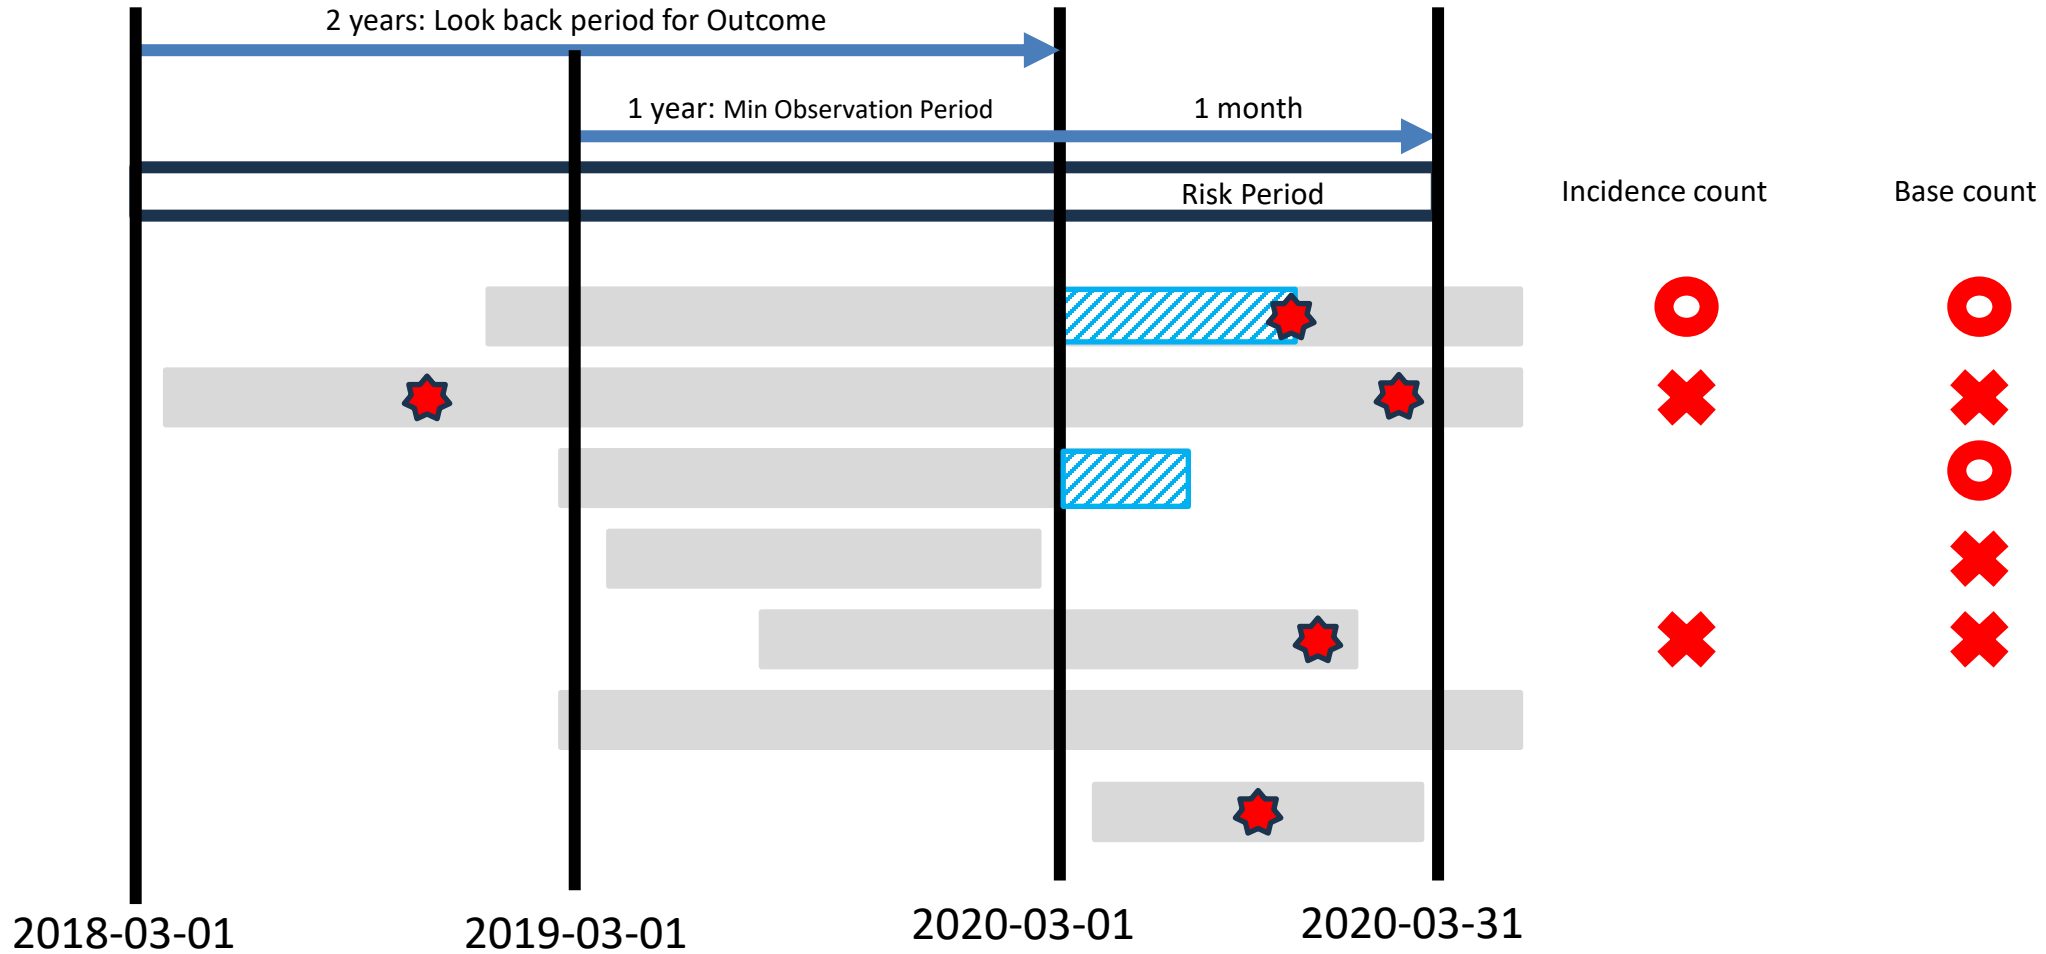 2 years: Look back period for Outcome
1 year: Min Observation Period
1 month
Risk Period
Incidence count
Base count
2018-03-01
2019-03-01
2020-03-01
2020-03-31